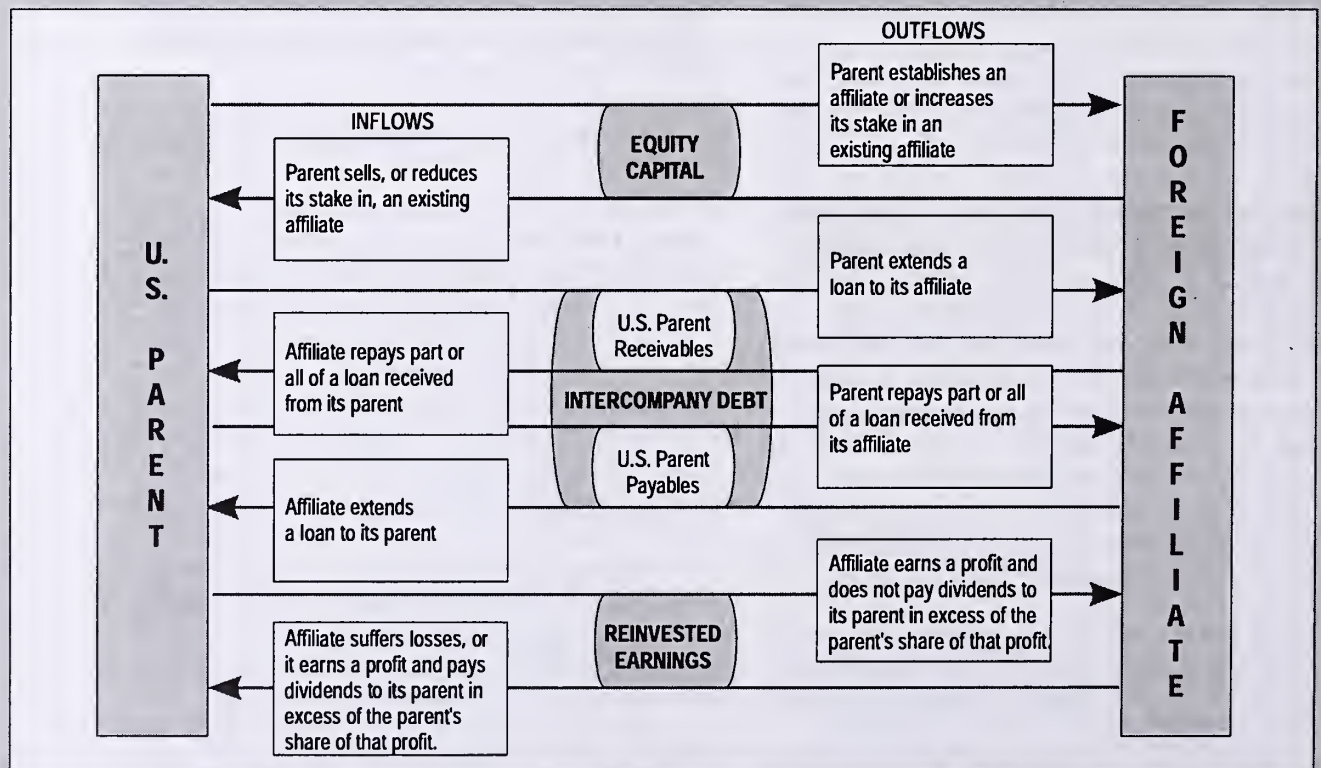 OUTFLOWS
Parent establishes an
affiliate or increases
its stake in an
existing affiliate
INFLOWS
EQUITY
CAPITAL
Parent sells, or reduces
its stake in, an existing
affiliate
U.S. PARENT
FOREIGN AFFILIATE
Parent extends a
loan to its affiliate
U.S. Parent
Receivables
Affiliate repays part or
all of a loan received
from its parent
INTERCOMPANY DEBT
Parent repays part or all
of a loan received from
its affiliate
U.S. Parent
Payables
Affiliate extends
a loan to its parent
Affiliate earns a profit and
does not pay dividends to
its parent in excess of the
parent's share of that profit.
REINVESTED
EARNINGS
Affiliate suffers losses, or
it earns a profit and pays
dividends to its parent in
excess of the parent's
share of that profit.